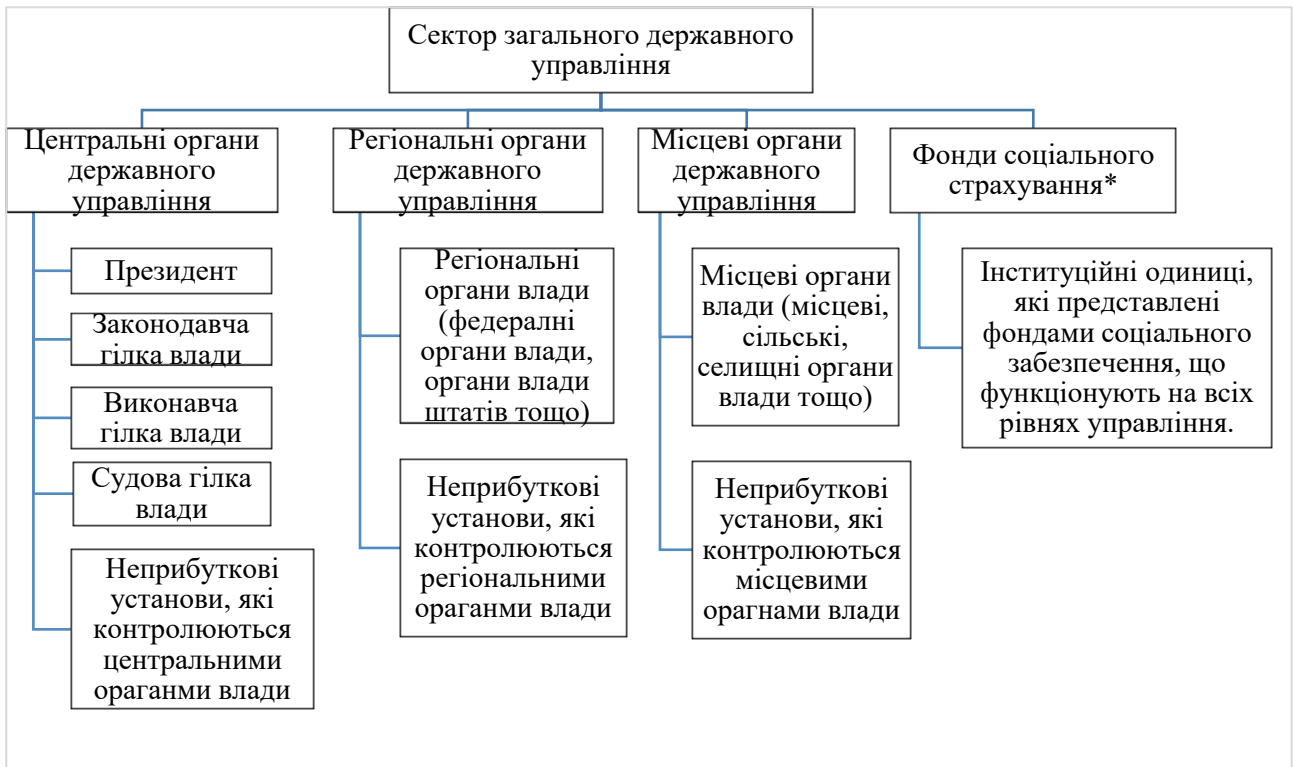 Сектор загального державного
управління
Центральні органи
державного
управління
Президент
Законодавча
гілка влади
Виконавча
гілка влади
Судова гілка
влади
Неприбуткові
установи, які
контролюються
центральними
ораганми влади
Регіональні органи
державного
управління
Регіональні
органи влади
(федералні
органи влади,
органи влади
штатів тощо)
Неприбуткові
установи, які
контролюються
регіональними
ораганми влади
Місцеві органи
державного
управління
Місцеві органи
влади (місцеві,
сільські,
селищні органи
влади тощо)
Неприбуткові
установи, які
контролюються
місцевими
орагнами влади
Фонди соціального
страхування*
Інституційні одиниці,
які представлені
фондами соціального
забезпечення, що
функціонують на всіх
рівнях управління.